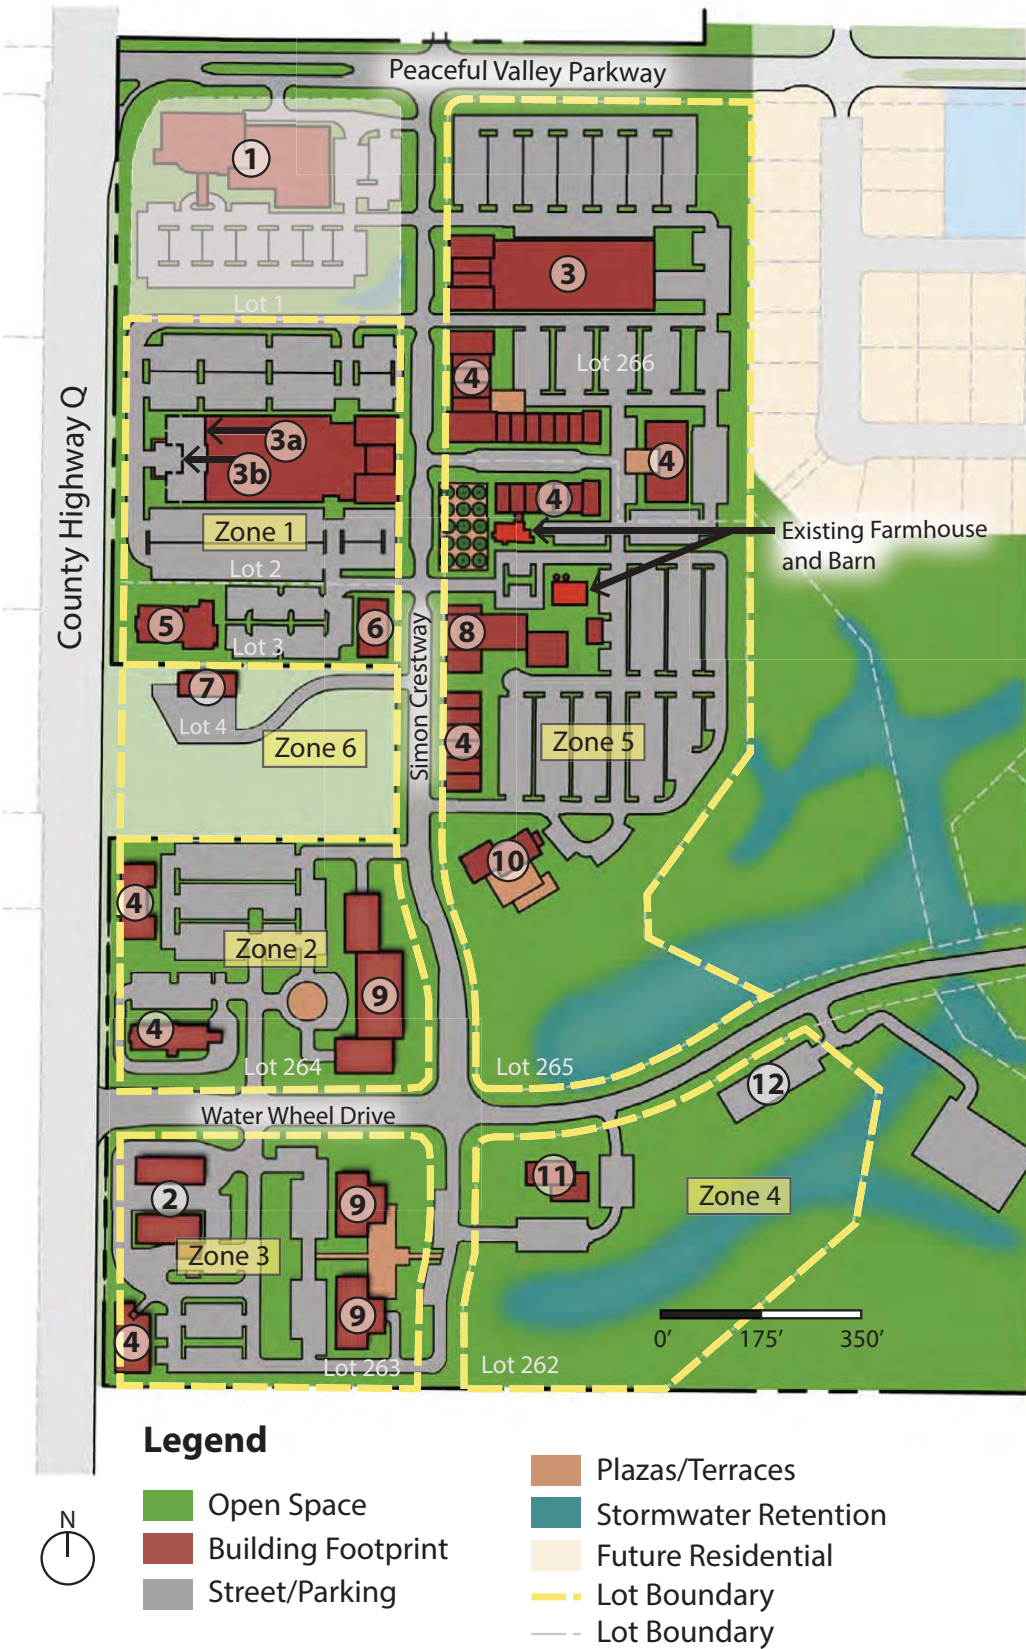 Peaceful Valley Parkway
1
3
Lot 1
Lot 266
4
3a
3b
4
4
Zone 1
Existing Farmhouse
and Barn
Lot 2
County Highway Q
5
6
8
Lot 3
Simon Crestway
7
Lot 4
Zone 6
4
Zone 5
10
4
Zone 2
9
4
Lot 264
Lot 265
12
Water Wheel Drive
11
2
9
Zone 4
Zone 3
9
4
0'
175'
350'
Lot 263
Lot 262
Legend
Open Space
Building Footprint
Street/Parking
Plazas/Terraces
Stormwater Retention
Future Residential
Lot Boundary
Lot Boundary
N